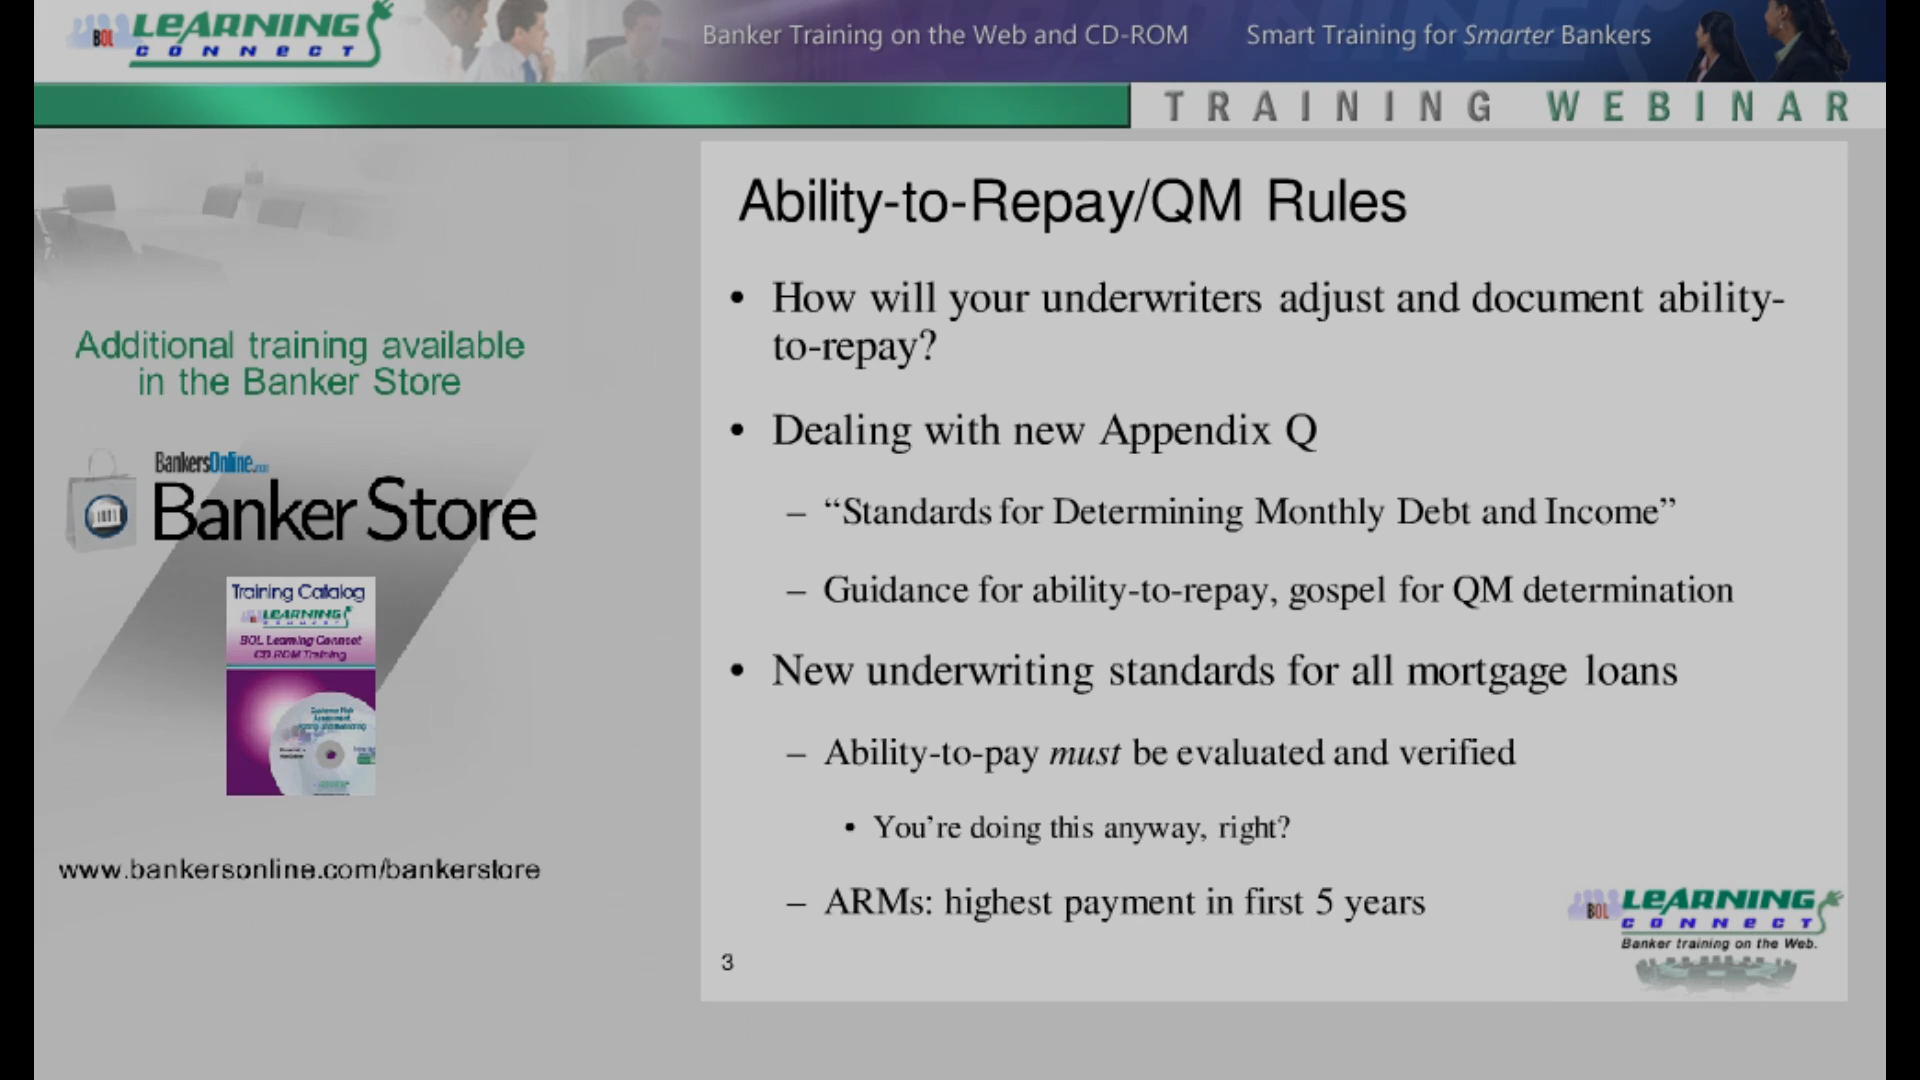 BOL LEARNING
CONNECT
Banker Training on the Web and CD-ROM Smart Training for Smarter Bankers
TRAINING WEBINAR
Additional training available
in the Banker Store
BankersOnline.com
Banker Store
Training Catalog
LEARNING
CONNECT
BOL Learning Connect
CD ROM Training
www.bankersonline.com/bankerstore
Ability-to-Repay/QM Rules
• How will your underwriters adjust and document ability-
to-repay?
• Dealing with new Appendix Q
– “Standards for Determining Monthly Debt and Income”
– Guidance for ability-to-repay, gospel for QM determination
• New underwriting standards for all mortgage loans
– Ability-to-pay must be evaluated and verified
• You’re doing this anyway, right?
– ARMs: highest payment in first 5 years
3
BOL LEARNING
CONNECT
Banker training on the Web.